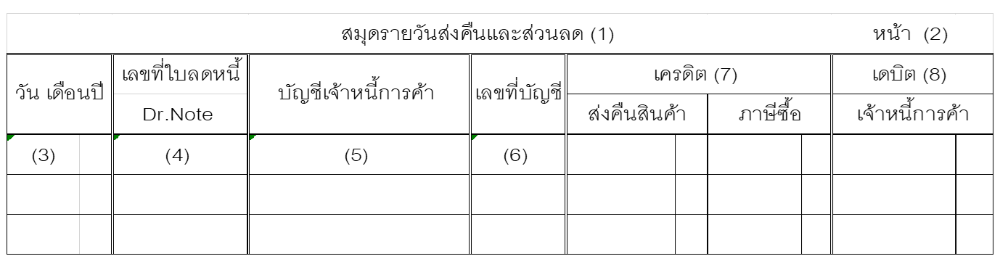 สมุดรายวันส่งคืนและส่วนลด (1) หน้า (2)
วัน เดือนปี เลขที่ใบลดหนี้ บัญชีเจ้าหนี้การค้า เลขที่บัญชี เครดิต (7) เดบิต (8)
Dr.Note ส่งคืนสินค้า ภาษีซื้อ เจ้าหนี้การค้า
(3) (4) (5) (6)